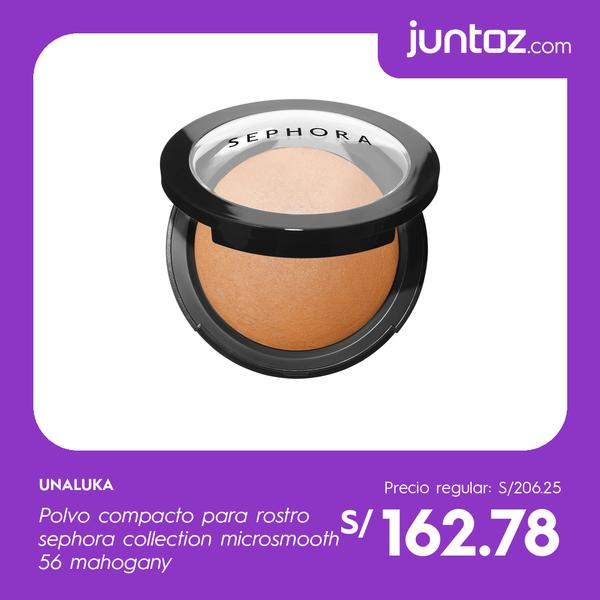 juntoz.com
SEPHORA
UNALUKA
Polvo compacto para rostro
sephora collection microsmooth
56 mahogany
Precio regular: S/206.25
S/162.78